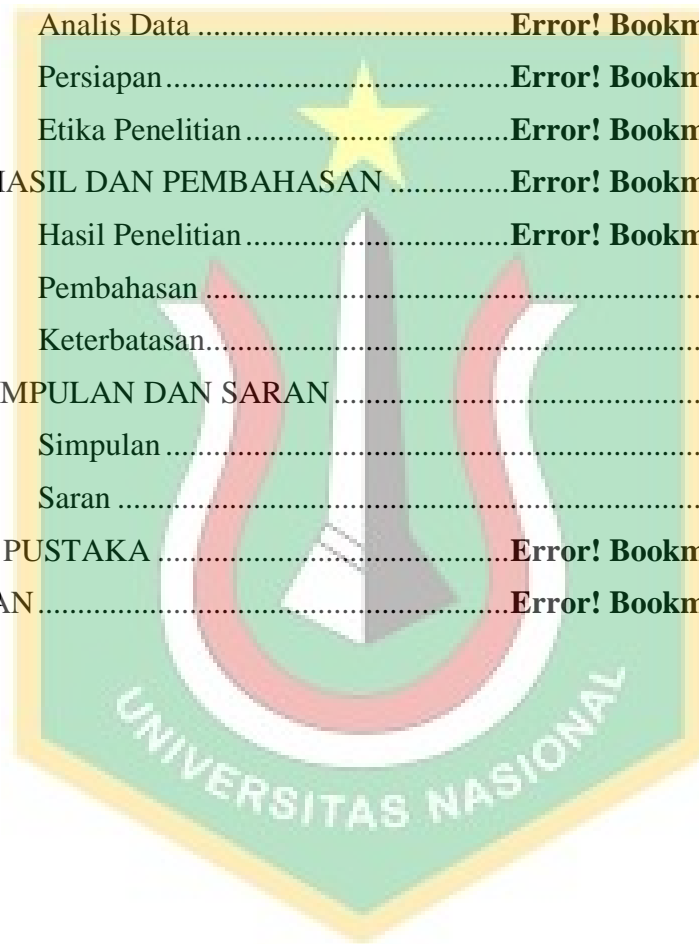 Analis Data ....................................... Error! Bookm
Persiapan ........................................... Error! Bookm
Etika Penelitian ................................. Error! Bookm
HASIL DAN PEMBAHASAN ............... Error! Bookm
Hasil Penelitian ................................. Error! Bookm
Pembahasan ...............................................................
Keterbatasan..............................................................
MPULAN DAN SARAN ..............................................
Simpulan ...................................................................
Saran .........................................................................
PUSTAKA ............................................ Error! Bookm
AN ........................................................... Error! Bookm
UNIVERSITAS NASIONAL